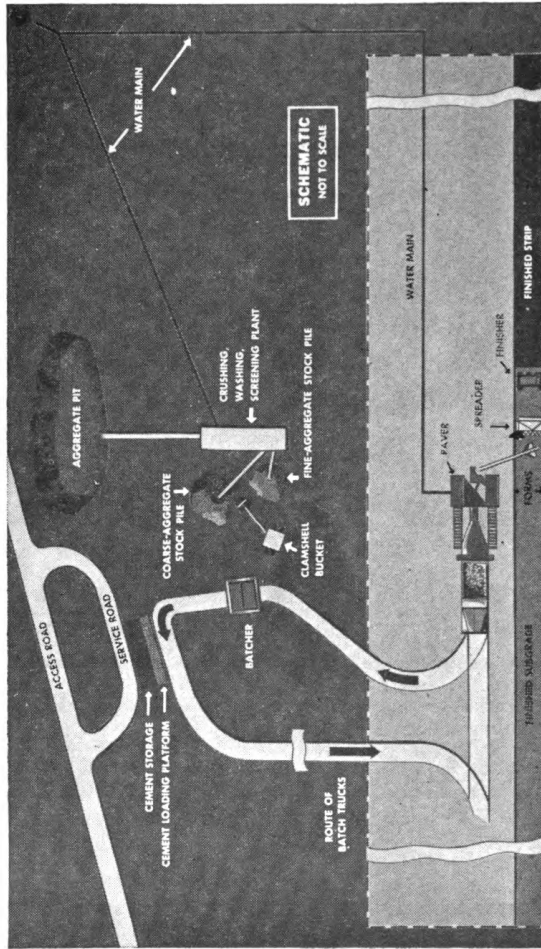 ACCESS ROAD
SERVICE ROAD
CEMENT STORAGE
CEMENT LOADING PLATFORM
AGGREGATE PIT
WATER MAIN
CRUSHING,
WASHING,
SCREENING PLANT
COARSE-AGGREGATE
STOCK PILE
FINE-AGGREGATE STOCK PILE
CLAMSHELL
BUCKET
BATCHER
ROUTE OF
BATCH TRUCKS
SCHEMATIC
NOT TO SCALE
WATER MAIN
PAVER
SPREADER
FINISHER
FORMS
FINISHED SUBGRADE
FINISHED STRIP